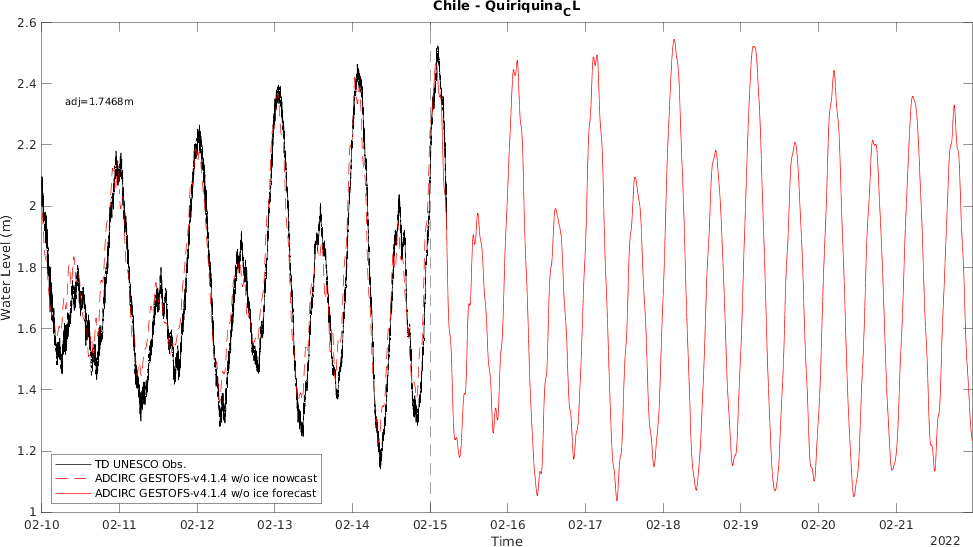 Chile - Quiriquina_CL
2.6
2.4
2.2
2
1.8
1.6
1.4
1.2
1
Water Level (m)
adj=1.7468m
TD UNESCO Obs.
ADCIRC GESTOFS-v4.1.4 w/o ice nowcast
ADCIRC GESTOFS-v4.1.4 w/o ice forecast
02-10 02-11 02-12 02-13 02-14 02-15 02-16 02-17 02-18 02-19 02-20 02-21
Time
2022